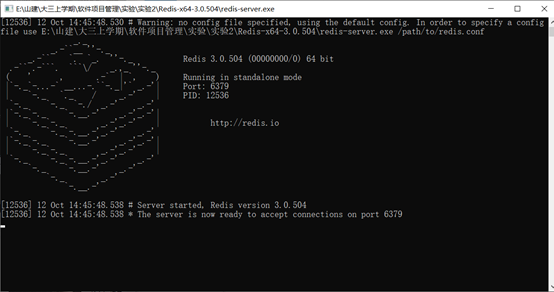 E:\山建\大三上学期\软件项目管理\实验\实验2\Redis-x64-3.0.504\redis-server.exe
[12536] 12 Oct 14:45:48.530 # Warning: no config file specified, using the default config. In order to specify a config
file use E:\山建\大三上学期\软件项目管理\实验\实验2\Redis-x64-3.0.504\redis-server.exe /path/to/redis.conf
Redis 3.0.504 (00000000/0) 64 bit
Running in standalone mode
Port: 6379
PID: 12536
http://redis.io
[12536] 12 Oct 14:45:48.538 # Server started, Redis version 3.0.504
[12536] 12 Oct 14:45:48.538 * The server is now ready to accept connections on port 6379